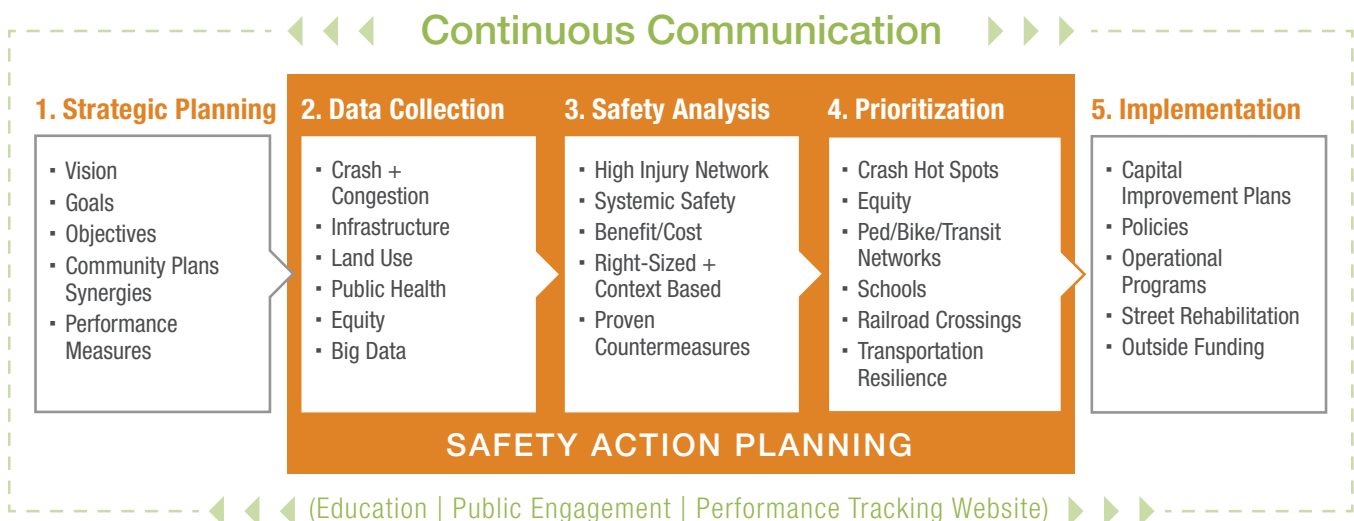 Continuous Communication
1. Strategic Planning
▪ Vision
▪ Goals
▪ Objectives
▪ Community Plans
Synergies
▪ Performance
Measures
2. Data Collection
▪ Crash +
Congestion
▪ Infrastructure
▪ Land Use
▪ Public Health
▪ Equity
▪ Big Data
3. Safety Analysis
▪ High Injury Network
▪ Systemic Safety
▪ Benefit/Cost
▪ Right-Sized +
Context Based
▪ Proven
Countermeasures
4. Prioritization
▪ Crash Hot Spots
▪ Equity
▪ Ped/Bike/Transit
Networks
▪ Schools
▪ Railroad Crossings
▪ Transportation
Resilience
5. Implementation
▪ Capital
Improvement Plans
▪ Policies
▪ Operational
Programs
▪ Street Rehabilitation
▪ Outside Funding
SAFETY ACTION PLANNING
(Education | Public Engagement | Performance Tracking Website)